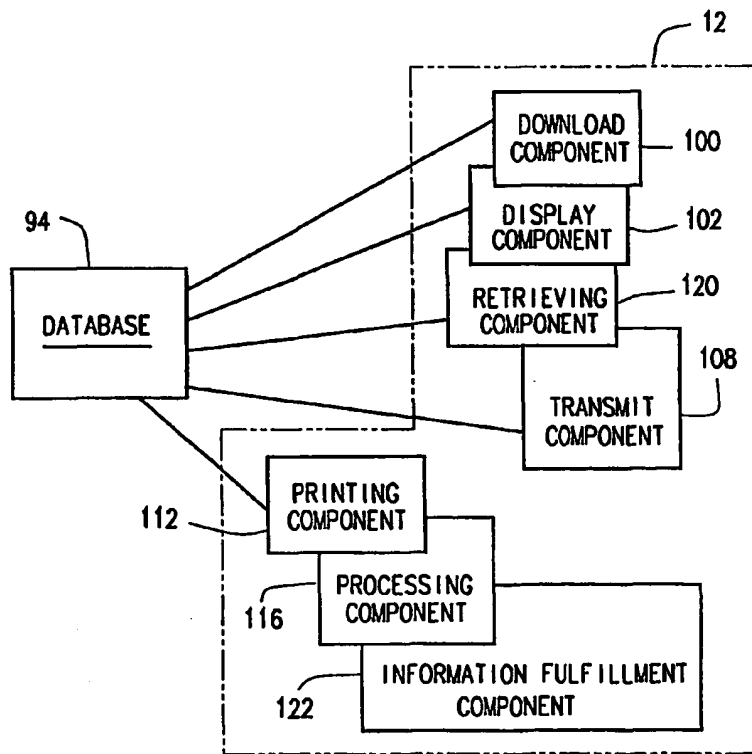 12
DOWNLOAD
COMPONENT
100
DISPLAY
COMPONENT
102
94
DATABASE
RETRIEVING
COMPONENT
120
108
TRANSMIT
COMPONENT
PRINTING
COMPONENT
112
PROCESSING
COMPONENT
116
INFORMATION FULFILLMENT
COMPONENT
122